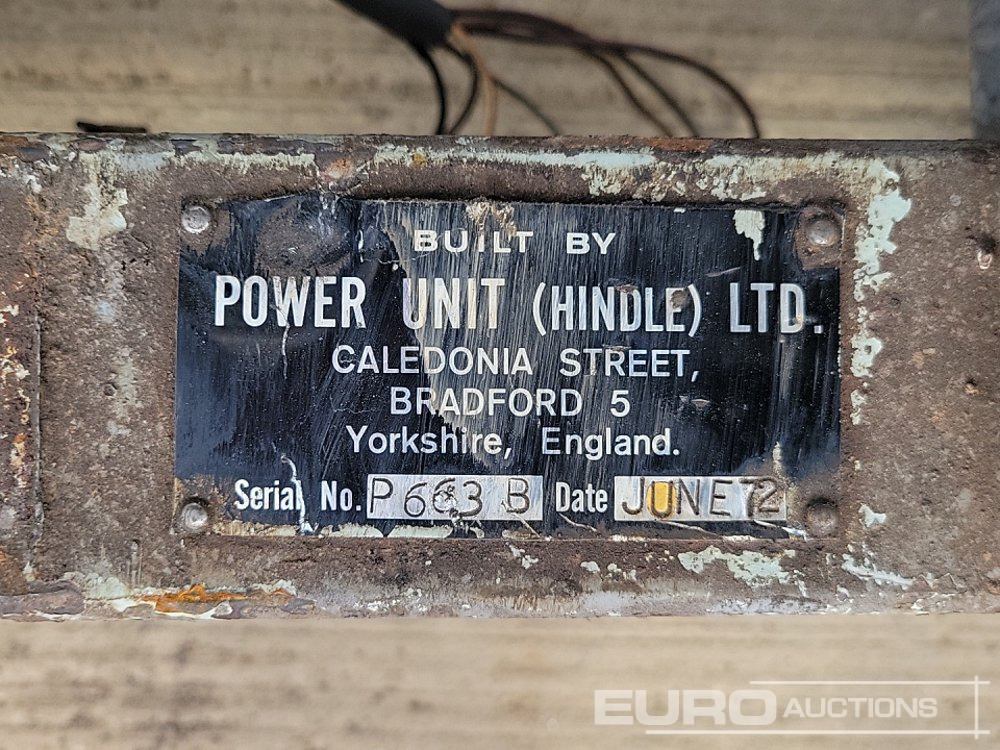 BUILT BY
POWER UNIT (HINDLE) LTD.
CALEDONIA STREET,
BRADFORD 5
Yorkshire, England.
Serial No. P 663 B Date JUNE 72
EURO AUCTIONS